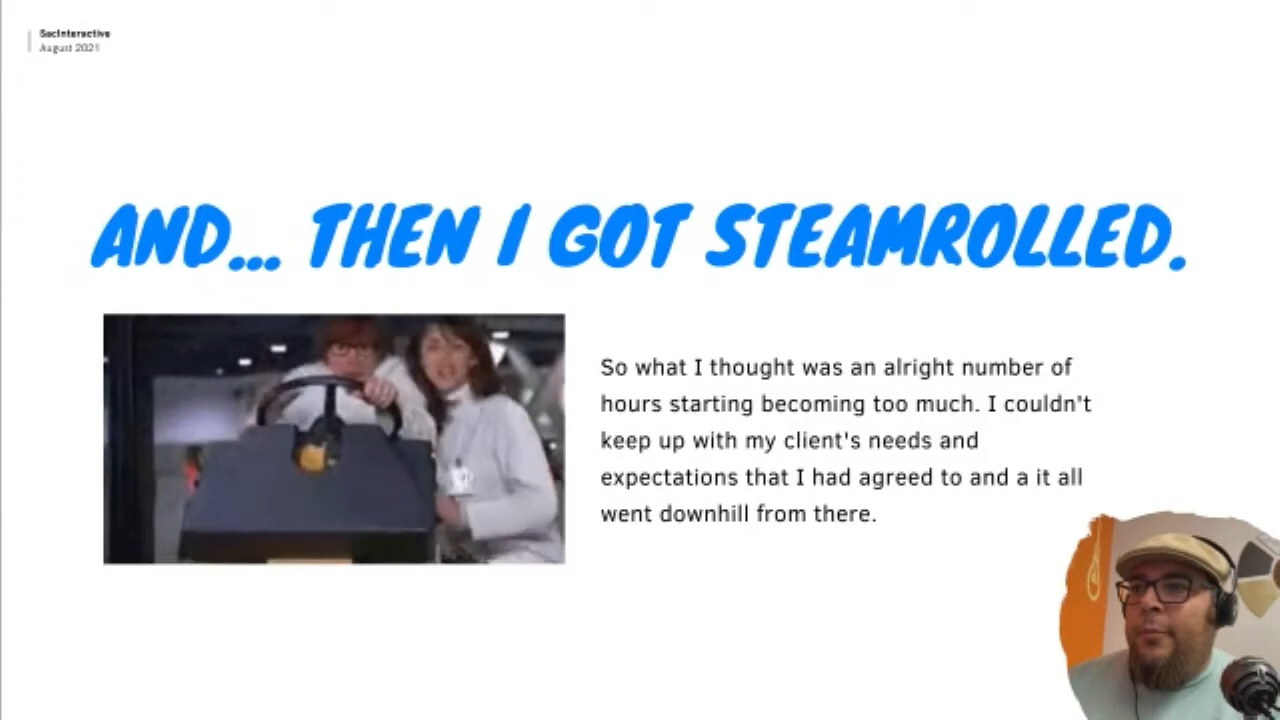 SacInteractive
August 2021
AND... THEN I GOT STEAMROLLED.
So what I thought was an alright number of
hours starting becoming too much. I couldn't
keep up with my client's needs and
expectations that I had agreed to and a it all
went downhill from there.